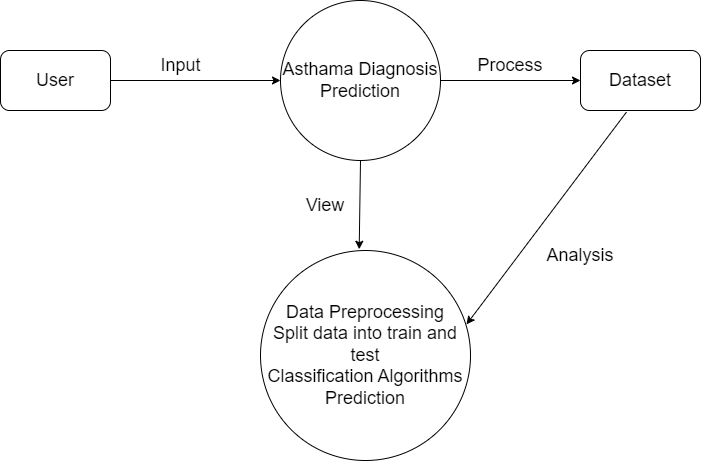 User
Input
Asthama Diagnosis
Prediction
Process
Dataset
View
Analysis
Data Preprocessing
Split data into train and
test
Classification Algorithms
Prediction